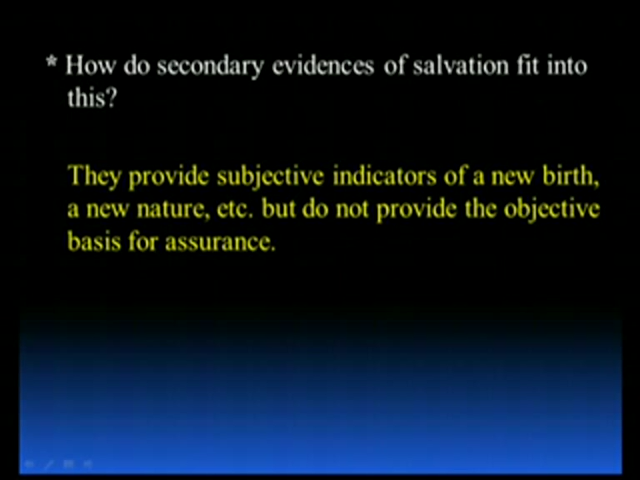 * How do secondary evidences of salvation fit into
this?
They provide subjective indicators of a new birth,
a new nature, etc. but do not provide the objective
basis for assurance.